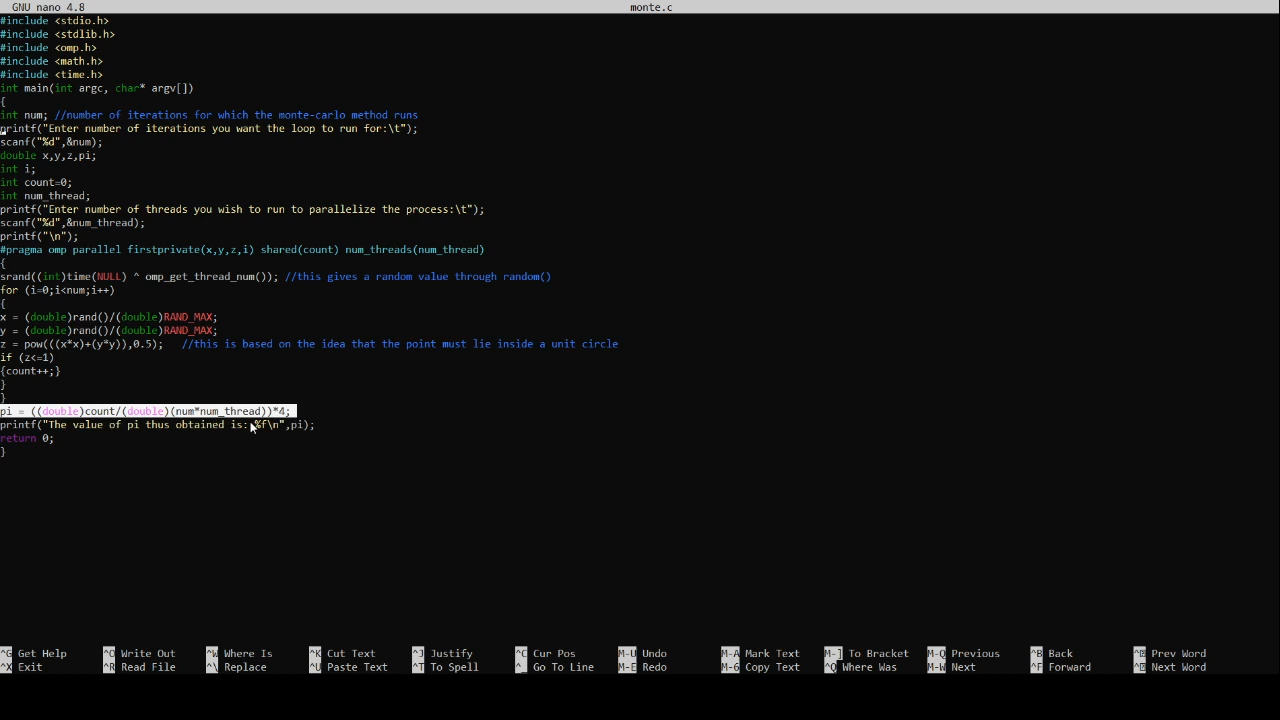 GNU nano 4.8 monte.c
#include <stdio.h>
#include <stdlib.h>
#include <omp.h>
#include <math.h>
#include <time.h>
int main(int argc, char* argv[])
{
int num; //number of iterations for which the monte-carlo method runs
printf("Enter number of iterations you want the loop to run for:\t");
scanf("%d",&num);
double x,y,z,pi;
int i;
int count=0;
int num_thread;
printf("Enter number of threads you wish to run to parallelize the process:\t");
scanf("%d",&num_thread);
printf("\n");
#pragma omp parallel firstprivate(x,y,z,i) shared(count) num_threads(num_thread)
{
srand((int)time(NULL) ^ omp_get_thread_num()); //this gives a random value through random()
for (i=0;i<num;i++)
{
x = (double)rand()/(double)RAND_MAX;
y = (double)rand()/(double)RAND_MAX;
z = pow(((x*x)+(y*y)),0.5); //this is based on the idea that the point must lie inside a unit circle
if (z<=1)
{count++;}
}
}
pi = ((double)count/(double)(num*num_thread))*4;
printf("The value of pi thus obtained is: %f\n",pi);
return 0;
}
^G Get Help ^O Write Out ^W Where Is ^K Cut Text ^J Justify ^C Cur Pos M-U Undo M-A Mark Text M-] To Bracket M-Q Previous ^B Back Prev Word
^X Exit ^R Read File ^\ Replace ^U Paste Text ^T To Spell ^_ Go To Line M-E Redo M-6 Copy Text ^Q Where Was M-W Next ^F Forward Next Word